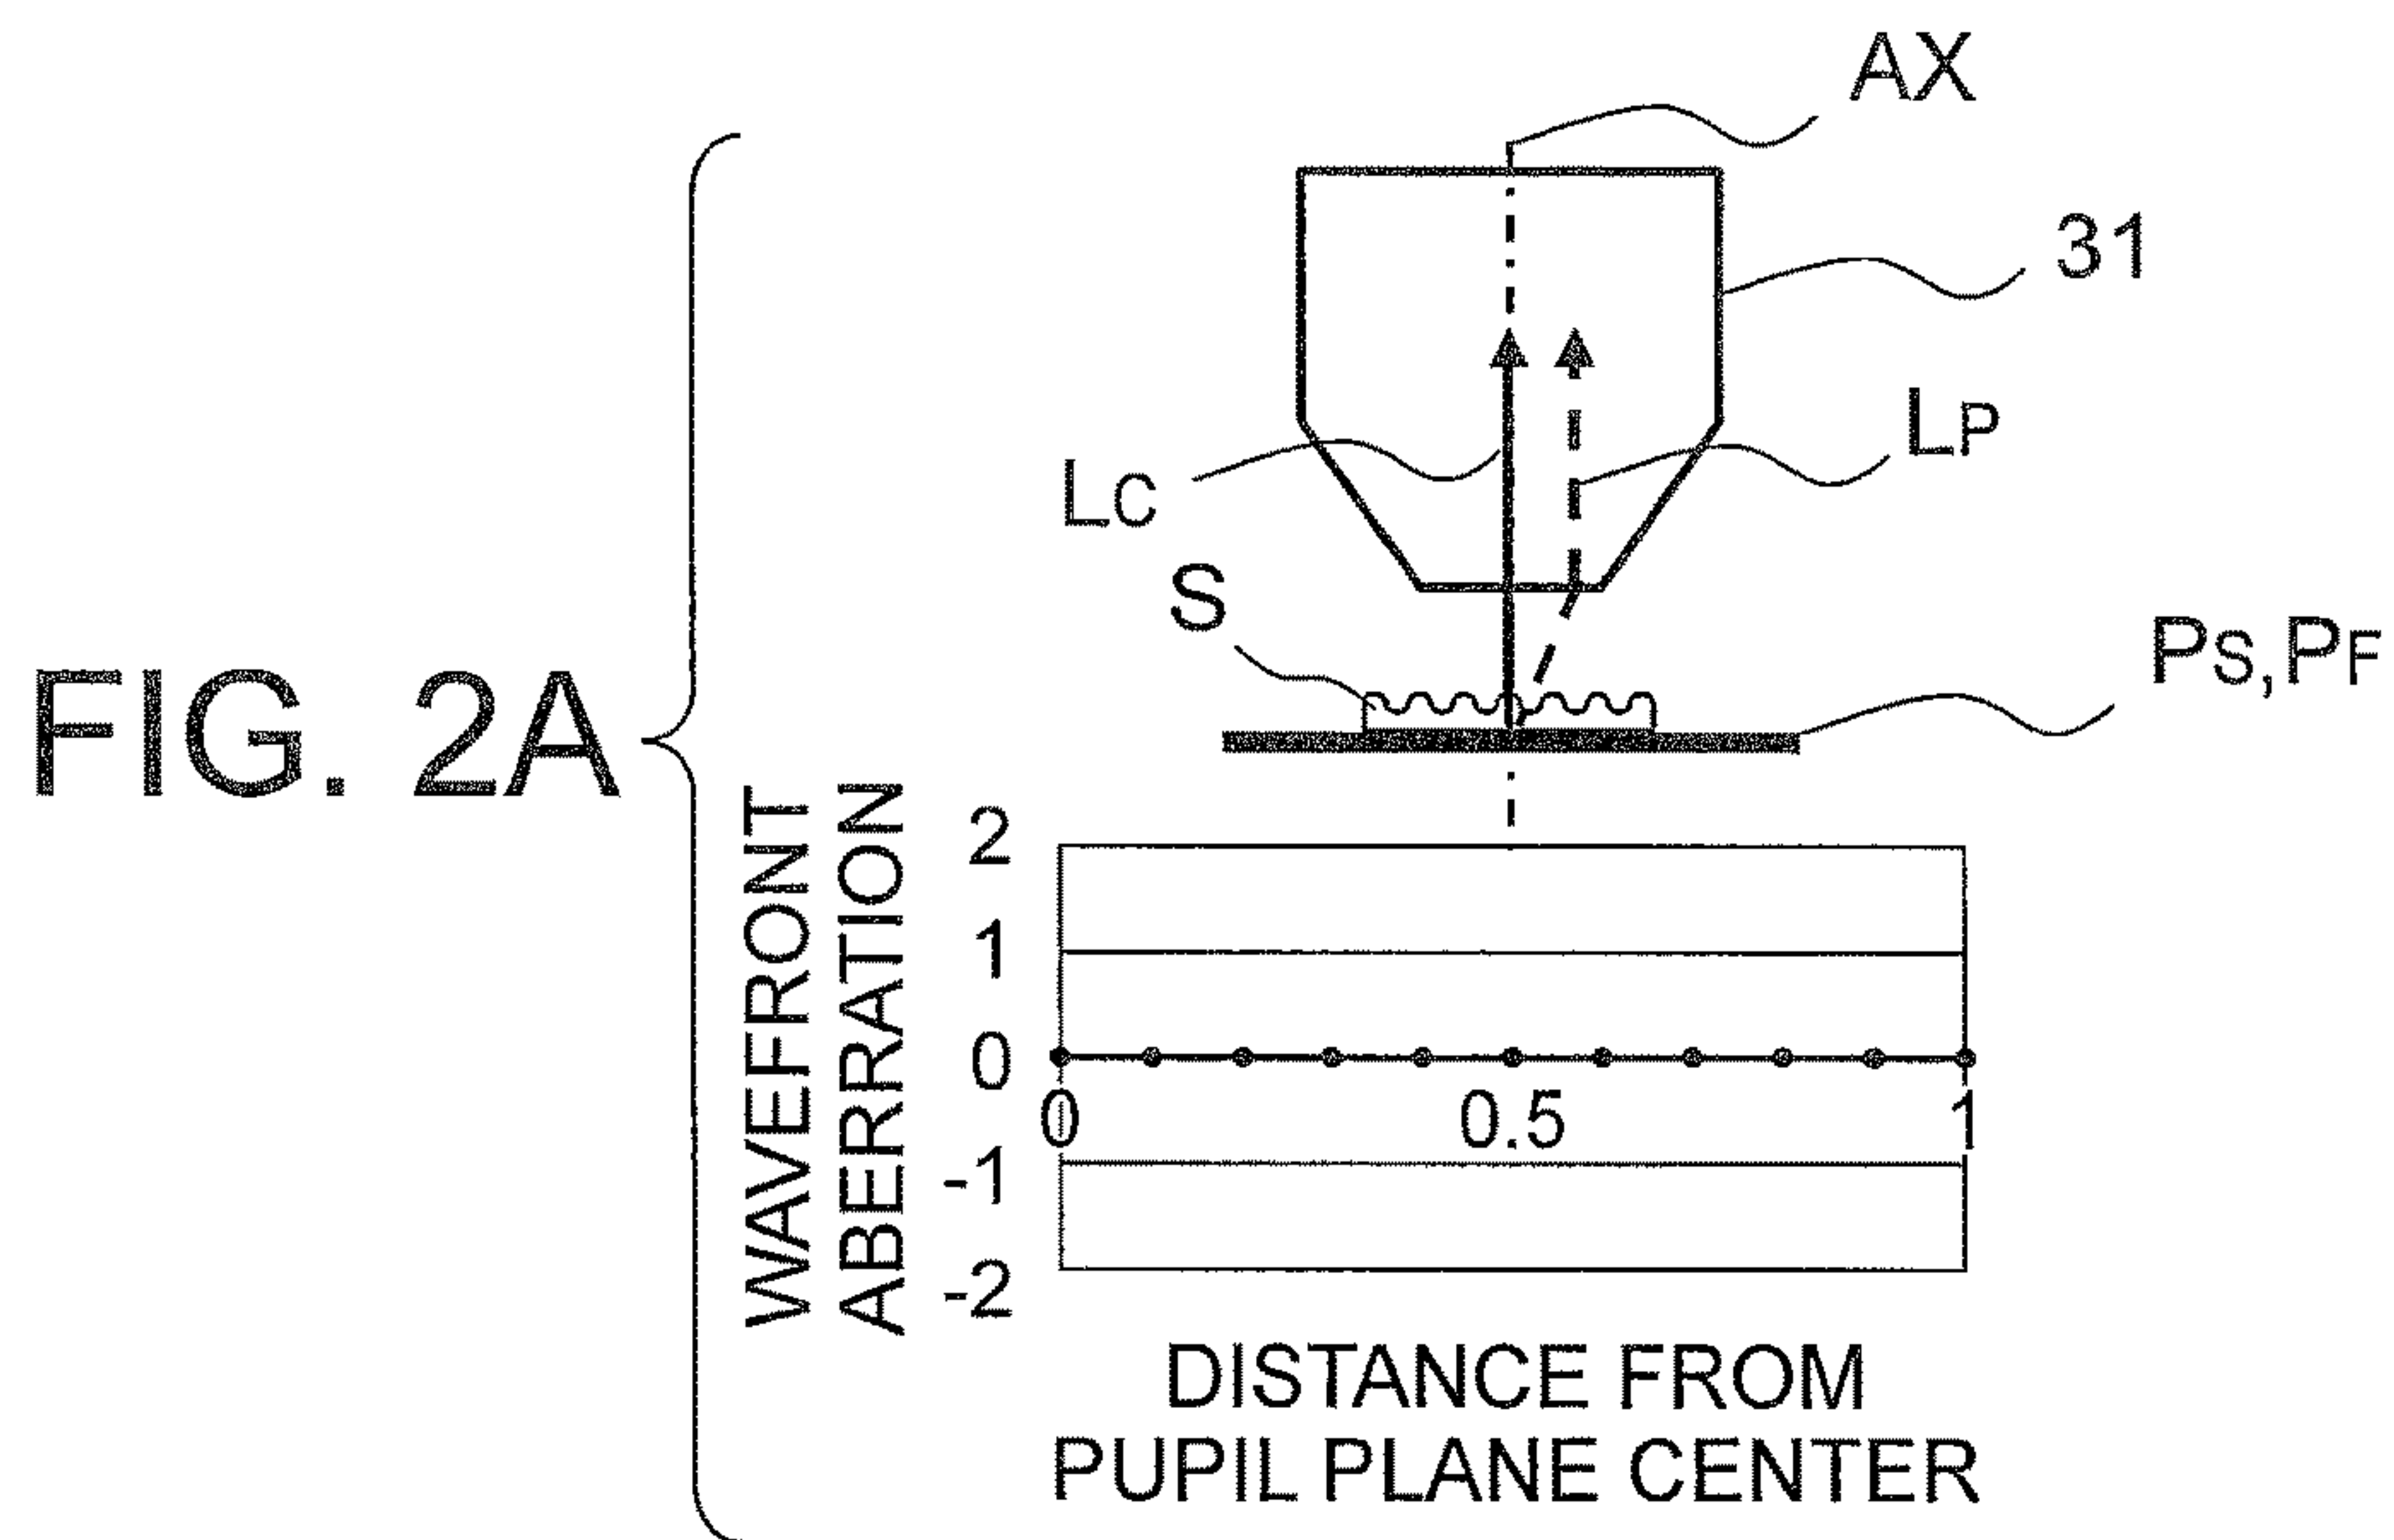 AX
31
LP
LC
S
PS,PF
FIG. 2A
WAVEFRONT
ABERRATION
2
1
0
-1
-2
0
0.5
1
DISTANCE FROM
PUPIL PLANE CENTER